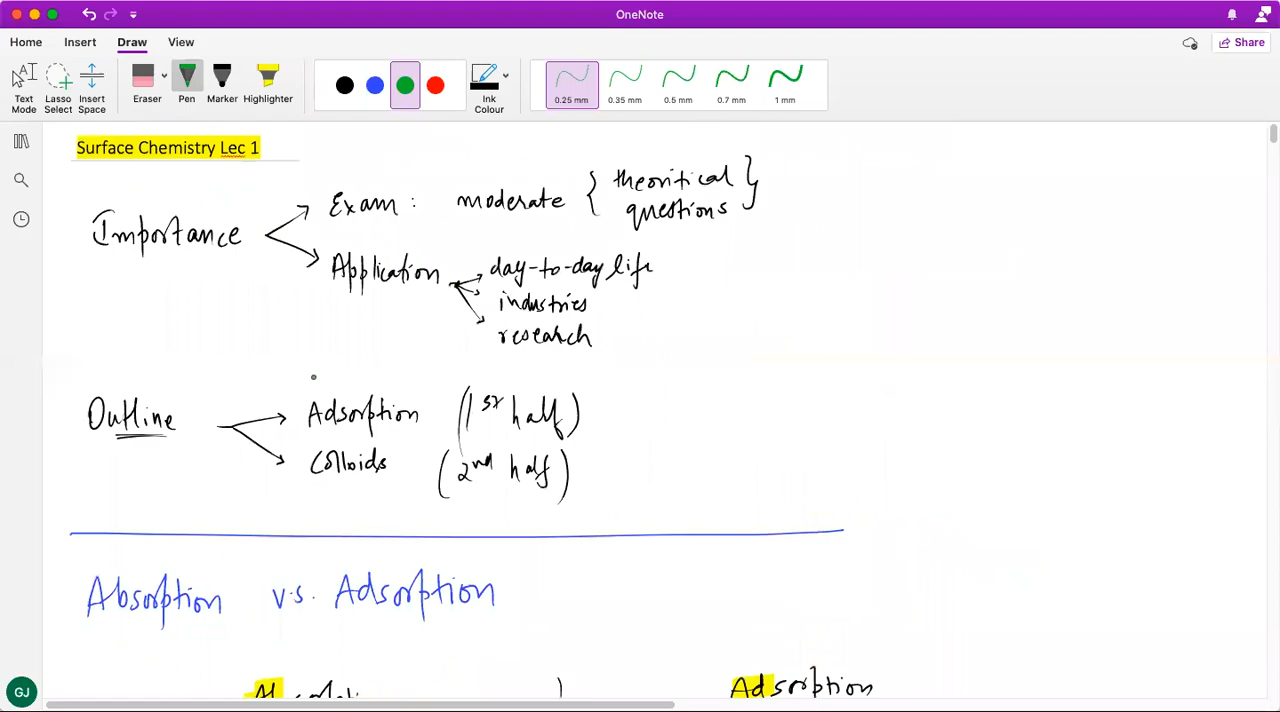 OneNote
Home Insert Draw View
Share
Text Mode
Lasso Select
Insert Space
Eraser
Pen
Marker
Highlighter
Ink Colour
0.25 mm
0.35 mm
0.5 mm
0.7 mm
1 mm
Surface Chemistry Lec 1
Importance
Exam : moderate { theoritical questions }
Application
day-to-day life
industries
research
Outline
Adsorption (1st half)
Colloids (2nd half)
Absorption v.s. Adsorption
Adsorption
GJ